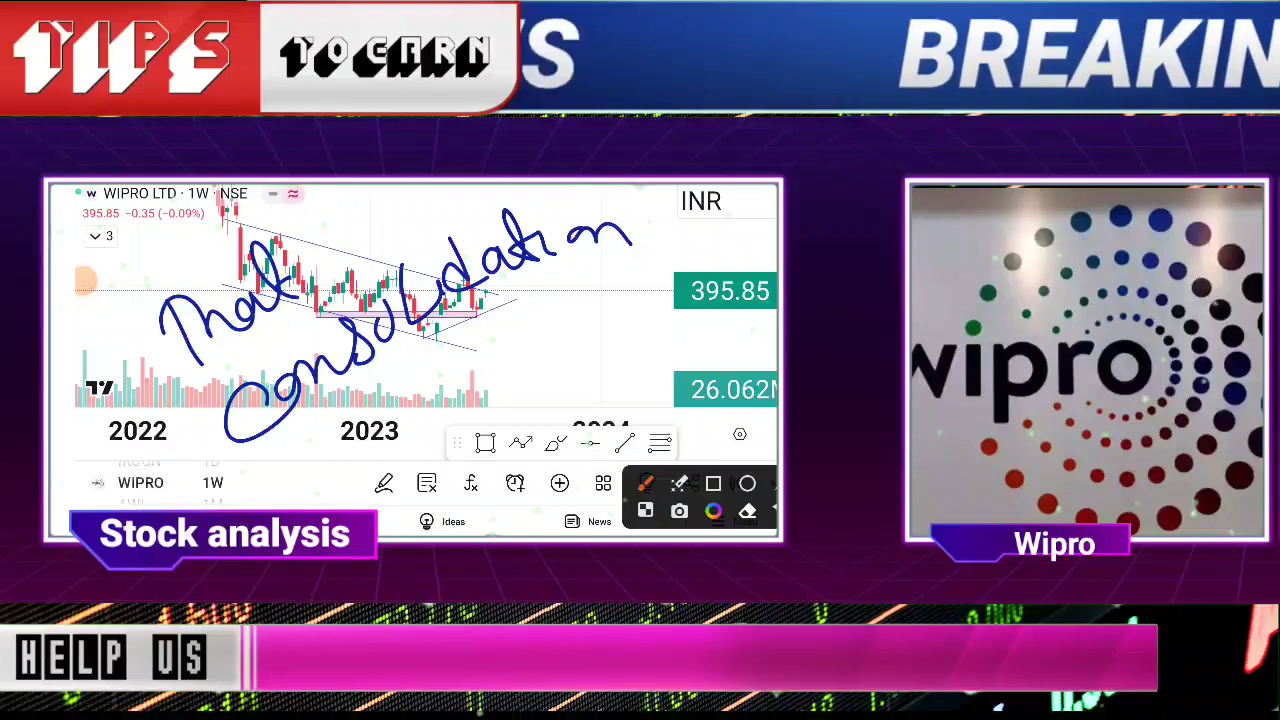 TIPS
TO EARN
S
BREAKIN
W WIPRO LTD · 1W · NSE
395.85 −0.35 (−0.09%)
3
INR
That
consolidation
395.85
26.062M
2022 2023 2024
WIPRO 1W
Ideas
News
Stock analysis
wipro
Wipro
HELP US